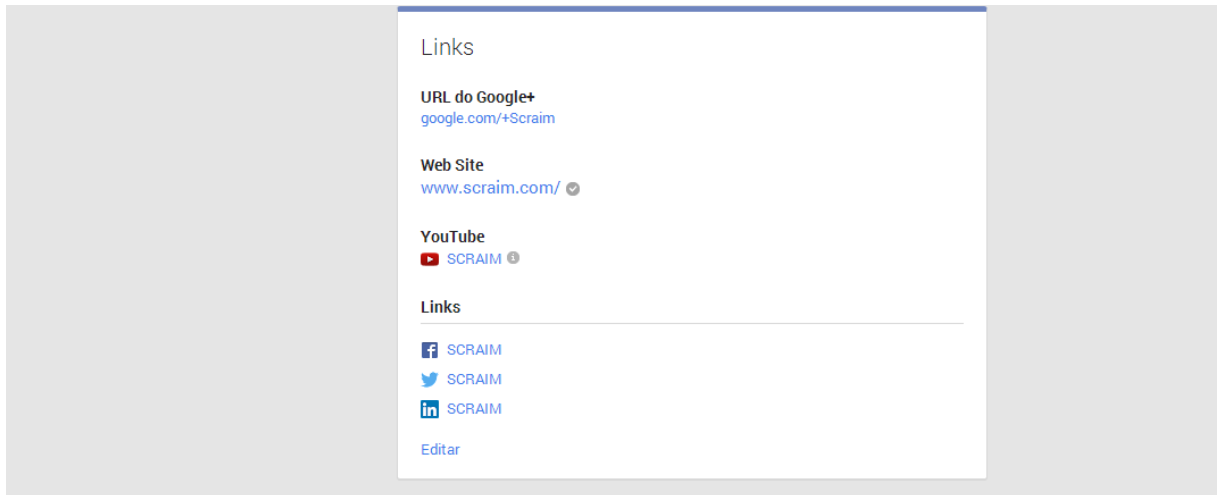 Links
URL do Google+
google.com/+Scraim
Web Site
www.scraim.com/
YouTube
SCRAIM
Links
SCRAIM
SCRAIM
SCRAIM
Editar